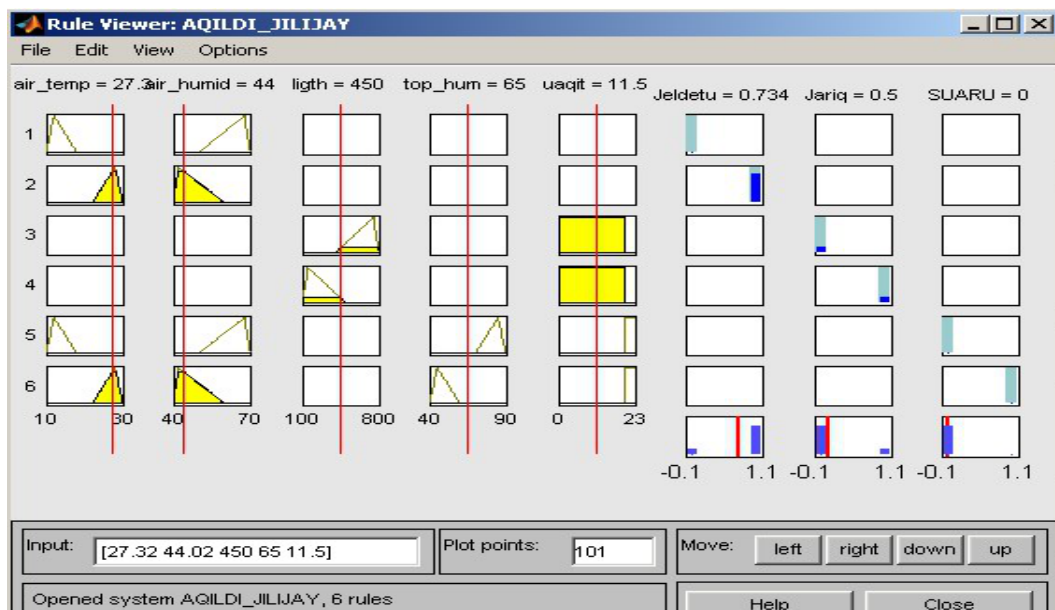 Rule Viewer: AQILDI_JILIJAY
File Edit View Options
air_temp = 27.3 air_humid = 44 ligth = 450 top_hum = 65 uaqit = 11.5 Jeldetu = 0.734 Jariq = 0.5 SUARU = 0
1
2
3
4
5
6
10 30 40 70 100 800 40 90 0 23
-0.1 1.1 -0.1 1.1 -0.1 1.1
Input: [27.32 44.02 450 65 11.5] Plot points: 101 Move: left right down up
Opened system AQILDI_JILIJAY, 6 rules Help Close